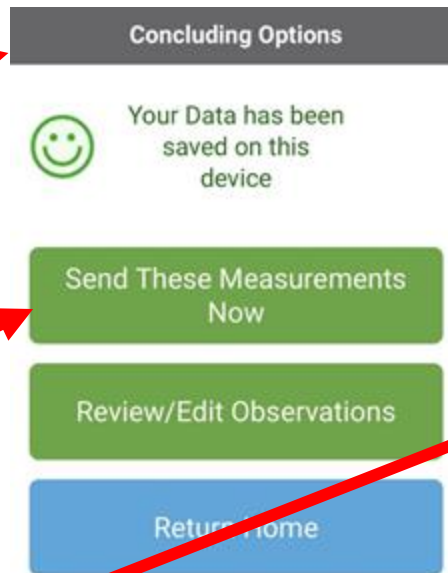 Concluding Options
Your Data has been
saved on this
device
Send These Measurements
Now
Review/Edit Observations
Return Home